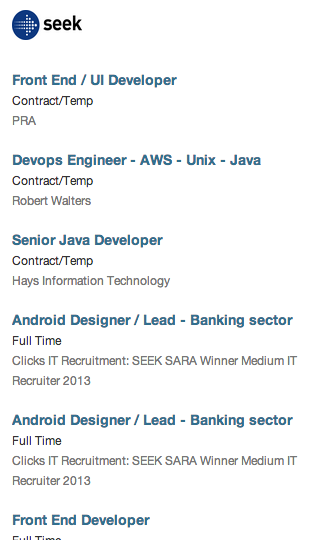 seek
Front End / UI Developer
Contract/Temp
PRA
Devops Engineer - AWS - Unix - Java
Contract/Temp
Robert Walters
Senior Java Developer
Contract/Temp
Hays Information Technology
Android Designer / Lead - Banking sector
Full Time
Clicks IT Recruitment: SEEK SARA Winner Medium IT
Recruiter 2013
Android Designer / Lead - Banking sector
Full Time
Clicks IT Recruitment: SEEK SARA Winner Medium IT
Recruiter 2013
Front End Developer
Full Time